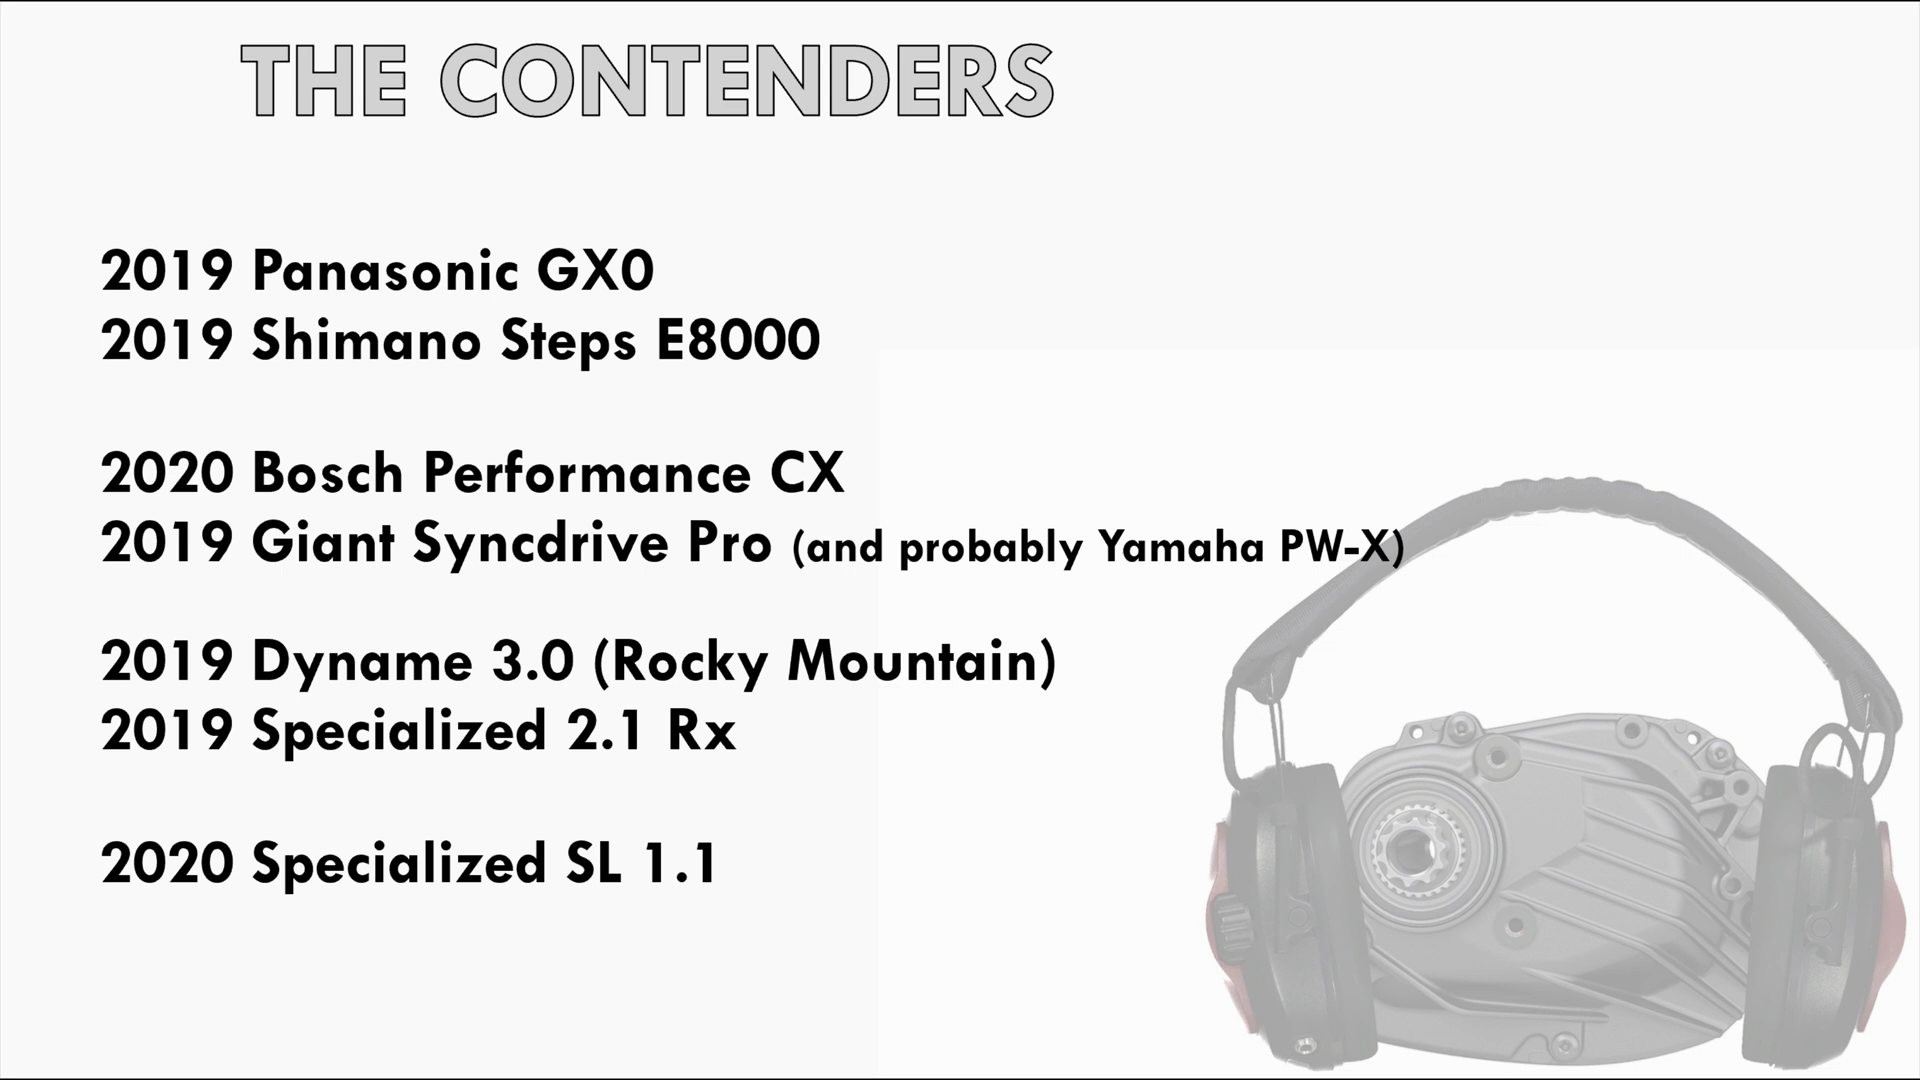 THE CONTENDERS
2019 Panasonic GX0
2019 Shimano Steps E8000
2020 Bosch Performance CX
2019 Giant Syncdrive Pro (and probably Yamaha PW-X)
2019 Dyname 3.0 (Rocky Mountain)
2019 Specialized 2.1 Rx
2020 Specialized SL 1.1